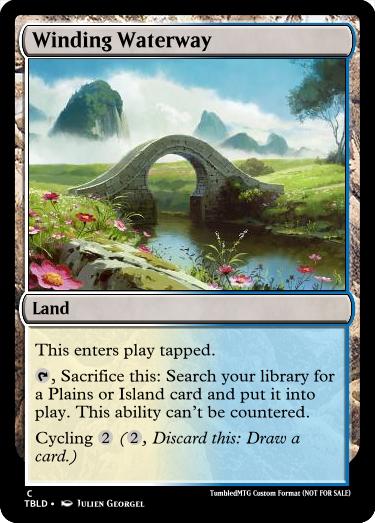 Winding Waterway
Land
This enters play tapped.
, Sacrifice this: Search your library for
a Plains or Island card and put it into
play. This ability can't be countered.
Cycling 2 (2, Discard this: Draw a
card.)
C
TBLD • Julien Georgel
TumbledMTG Custom Format (NOT FOR SALE)